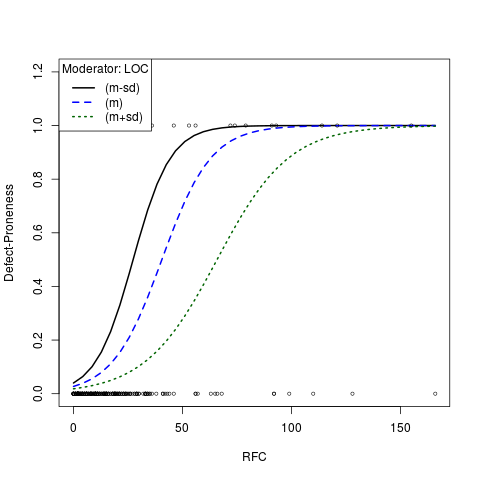 Moderator: LOC
(m-sd)
(m)
(m+sd)
1.2
1.0
0.8
0.6
0.4
0.2
0.0
Defect-Proneness
0 50 100 150
RFC